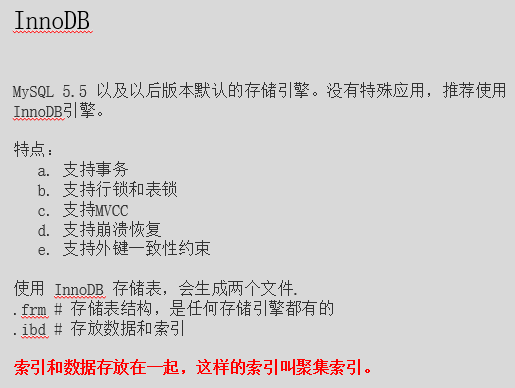 InnoDB
MySQL 5.5 以及以后版本默认的存储引擎。没有特殊应用，推荐使用
InnoDB引擎。
特点：
a. 支持事务
b. 支持行锁和表锁
c. 支持MVCC
d. 支持崩溃恢复
e. 支持外键一致性约束
使用 InnoDB 存储表，会生成两个文件.
.frm # 存储表结构，是任何存储引擎都有的
.ibd # 存放数据和索引
索引和数据存放在一起，这样的索引叫聚集索引。